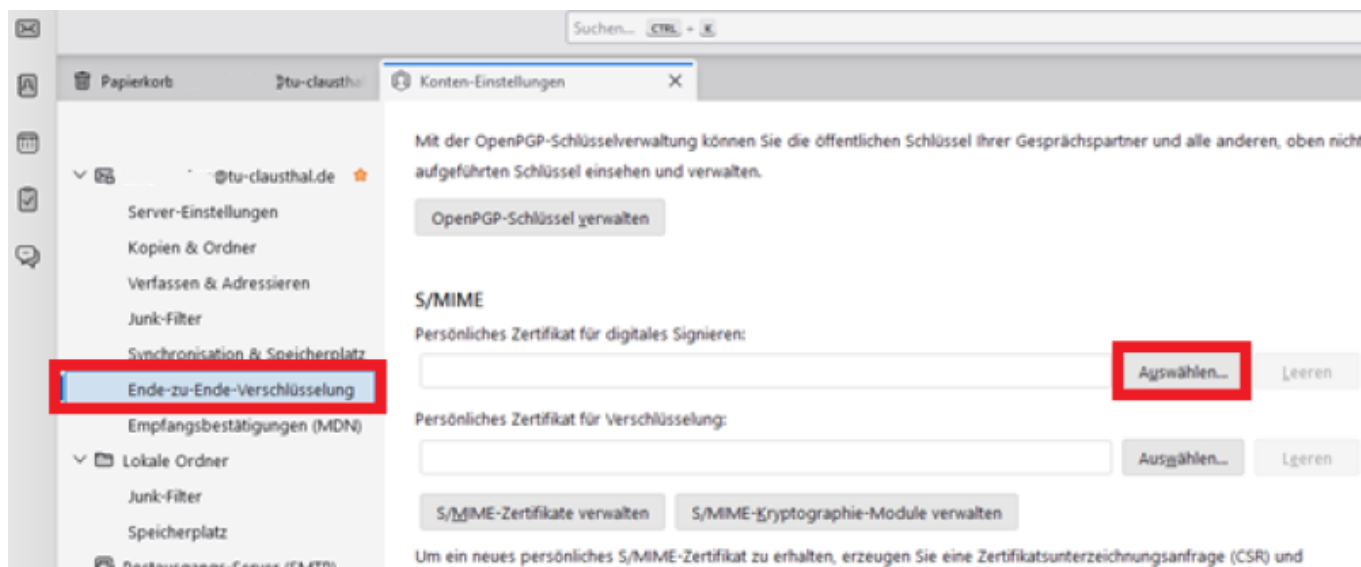 Suchen... CTRL + K
Papierkorb tu-clausthal
Konten-Einstellungen
@tu-clausthal.de
Server-Einstellungen
Kopien & Ordner
Verfassen & Adressieren
Junk-Filter
Synchronisation & Speicherplatz
Ende-zu-Ende-Verschlüsselung
Empfangsbestätigungen (MDN)
Lokale Ordner
Junk-Filter
Speicherplatz
Postausgangs-Server (SMTP)
Mit der OpenPGP-Schlüsselverwaltung können Sie die öffentlichen Schlüssel Ihrer Gesprächspartner und alle anderen, oben nicht
aufgeführten Schlüssel einsehen und verwalten.
OpenPGP-Schlüssel verwalten
S/MIME
Persönliches Zertifikat für digitales Signieren:
Auswählen... Leeren
Persönliches Zertifikat für Verschlüsselung:
Auswählen... Leeren
S/MIME-Zertifikate verwalten S/MIME-Kryptographie-Module verwalten
Um ein neues persönliches S/MIME-Zertifikat zu erhalten, erzeugen Sie eine Zertifikatsunterzeichnungsanfrage (CSR) und